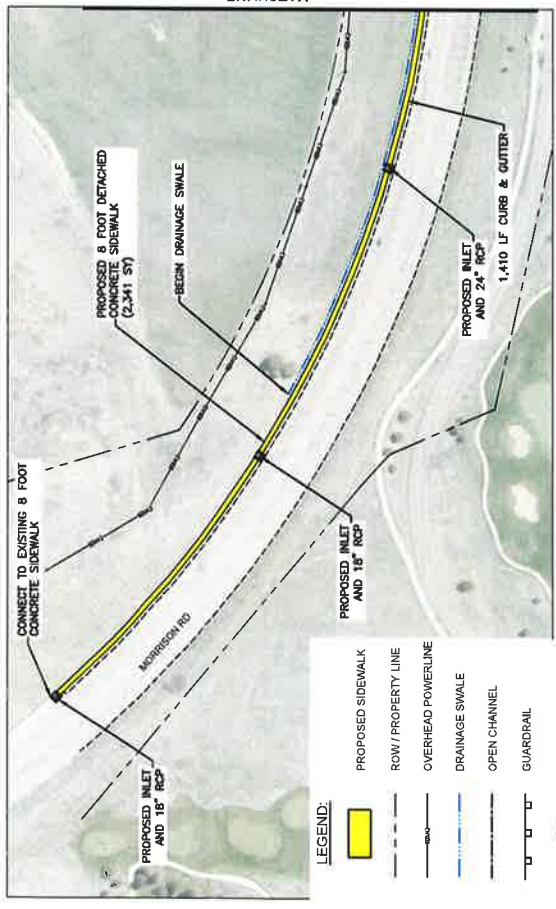 CONNECT TO EXISTING 8 FOOT
CONCRETE SIDEWALK
PROPOSED 8 FOOT DETACHED
CONCRETE SIDEWALK
(2,341 SY)
BEGIN DRAINAGE SWALE
MORRISON RD
PROPOSED INLET
AND 18" RCP
PROPOSED INLET
AND 18" RCP
PROPOSED INLET
AND 24" RCP
1,410 LF CURB & GUTTER
LEGEND:
PROPOSED SIDEWALK
ROW / PROPERTY LINE
OVERHEAD POWERLINE
DRAINAGE SWALE
OPEN CHANNEL
GUARDRAIL